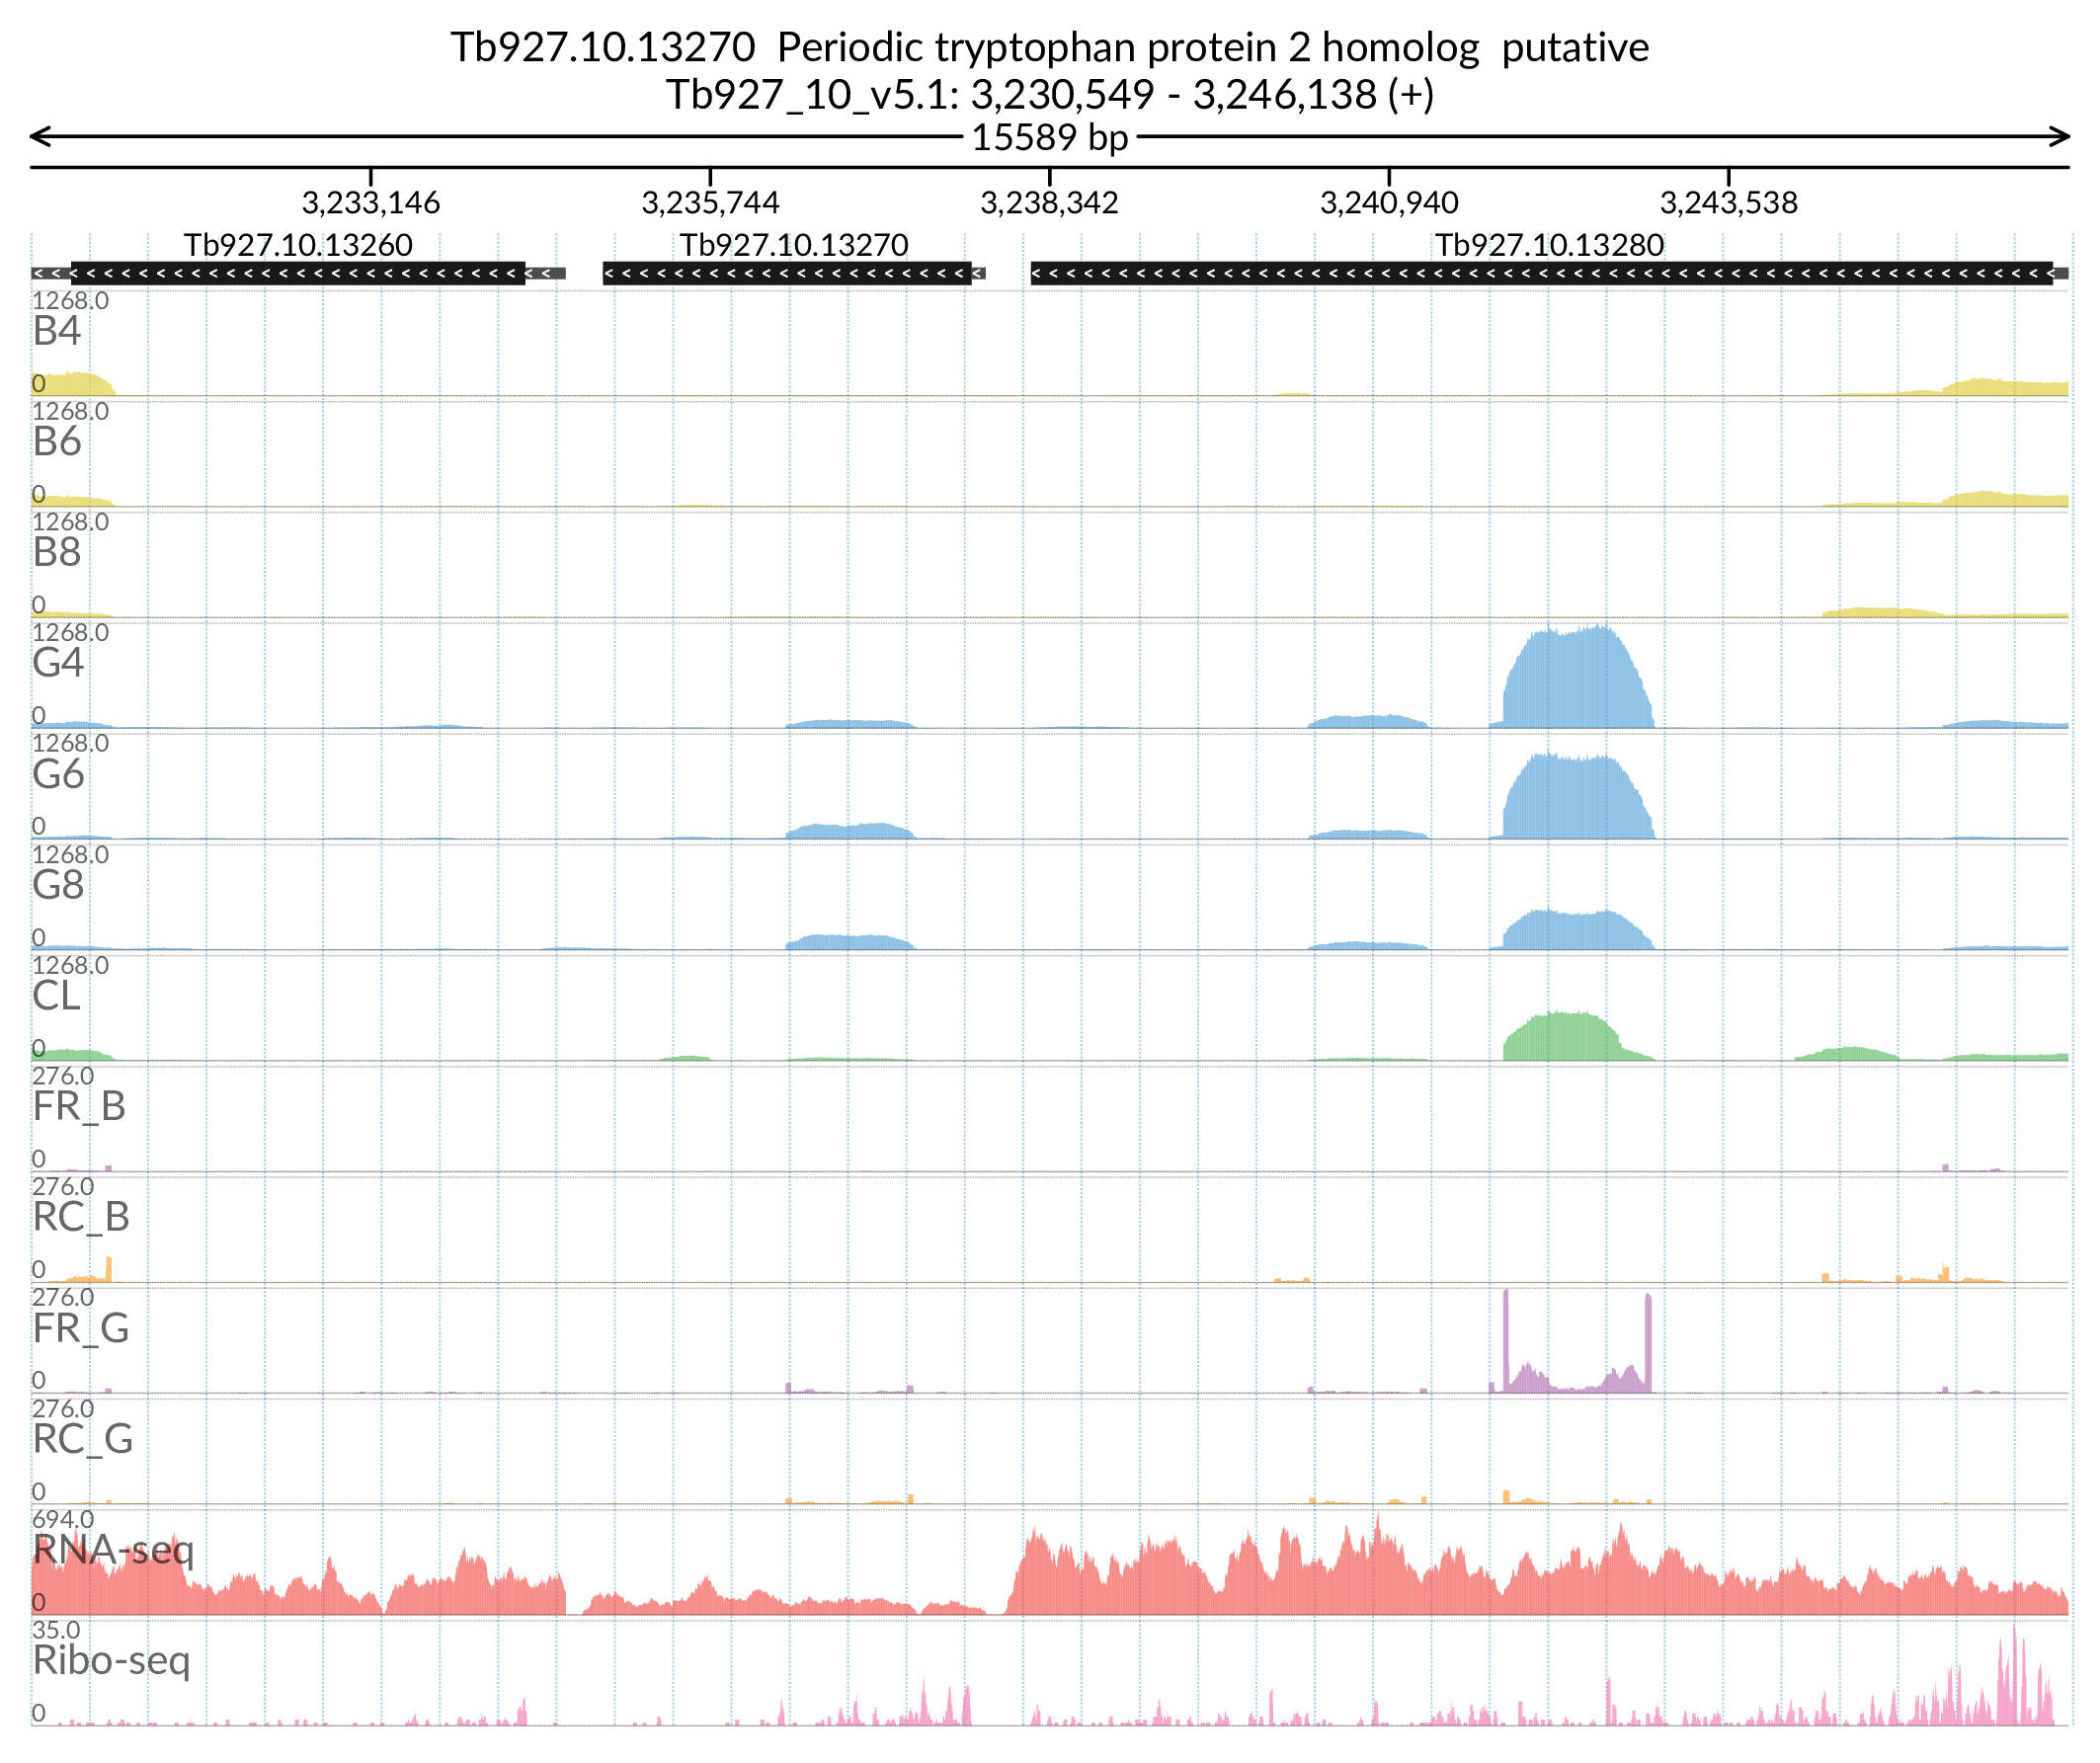 Tb927.10.13270  Periodic tryptophan protein 2 homolog  putative
Tb927_10_v5.1: 3,230,549 - 3,246,138 (+)
15589 bp
3,233,146 3,235,744 3,238,342 3,240,940 3,243,538
Tb927.10.13260 Tb927.10.13270 Tb927.10.13280
1268.0
B4
0
1268.0
B6
0
1268.0
B8
0
1268.0
G4
0
1268.0
G6
0
1268.0
G8
0
1268.0
CL
0
276.0
FR_B
0
276.0
RC_B
0
276.0
FR_G
0
276.0
RC_G
0
694.0
RNA-seq
0
35.0
Ribo-seq
0